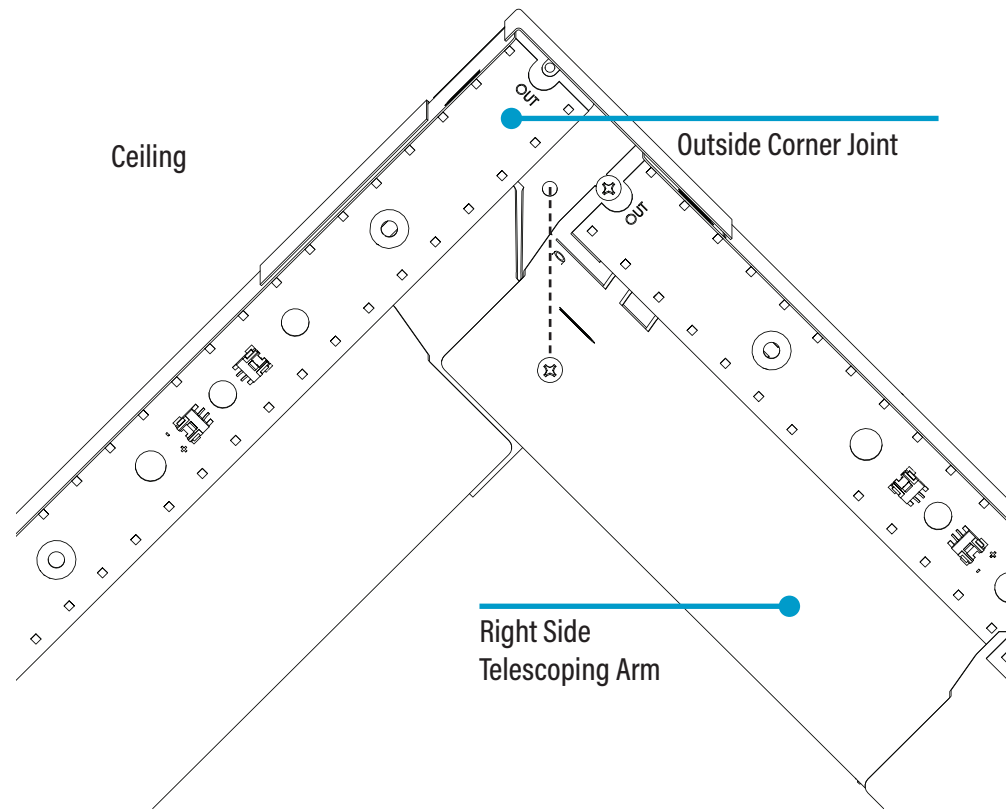 OUT
Ceiling
Outside Corner Joint
OUT
- +
+ -
Right Side
Telescoping Arm